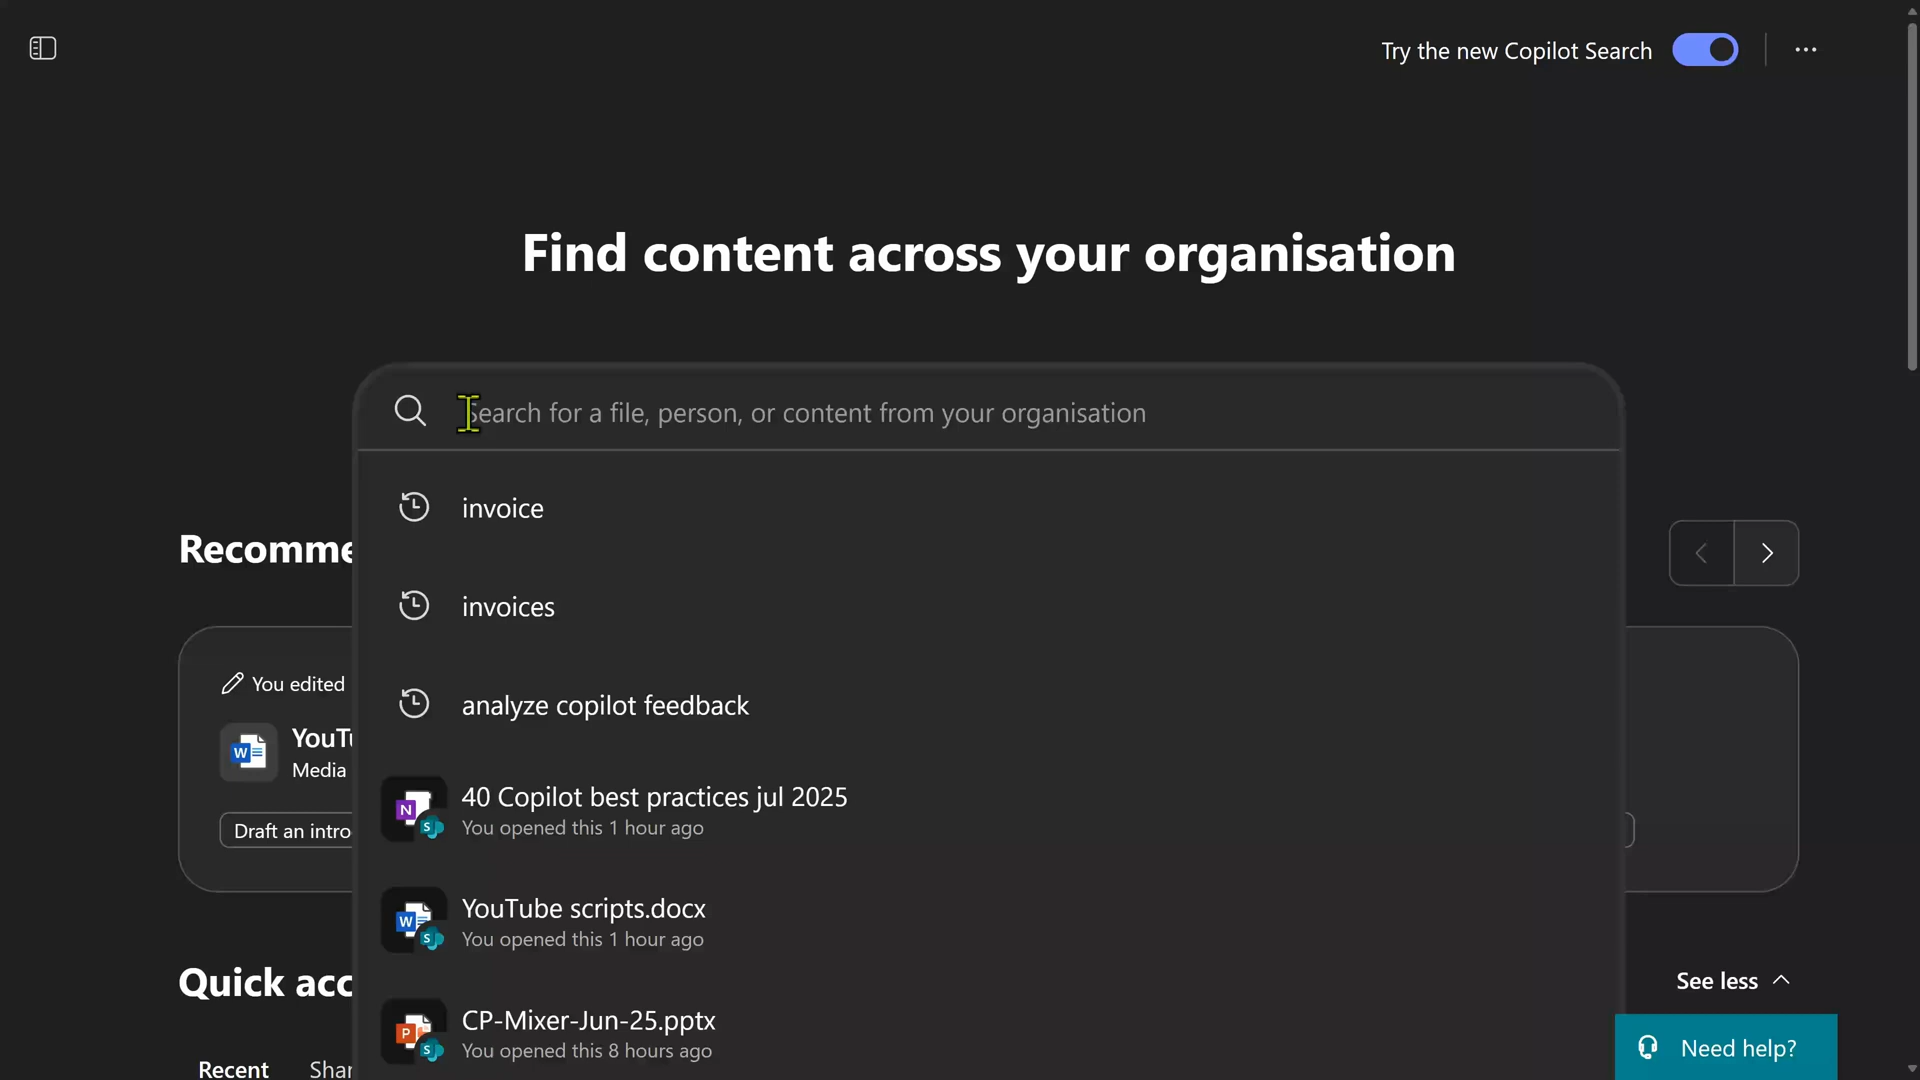 Try the new Copilot Search
Find content across your organisation
Search for a file, person, or content from your organisation
invoice
invoices
analyze copilot feedback
40 Copilot best practices jul 2025
You opened this 1 hour ago
YouTube scripts.docx
You opened this 1 hour ago
CP-Mixer-Jun-25.pptx
You opened this 8 hours ago
Recomme
You edited
YouTu
Media
Draft an intro
Quick acc
See less
Recent Shar
Need help?